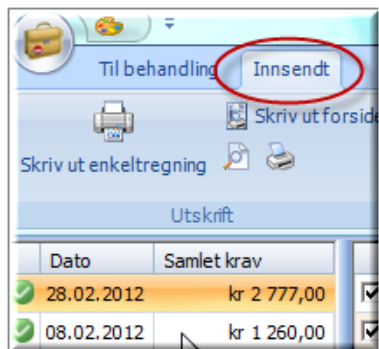 Til behandling Innsendt
Skriv ut forside
Skriv ut enkeltregning
Utskrift
Dato Samlet krav
28.02.2012 kr 2 777,00
08.02.2012 kr 1 260,00